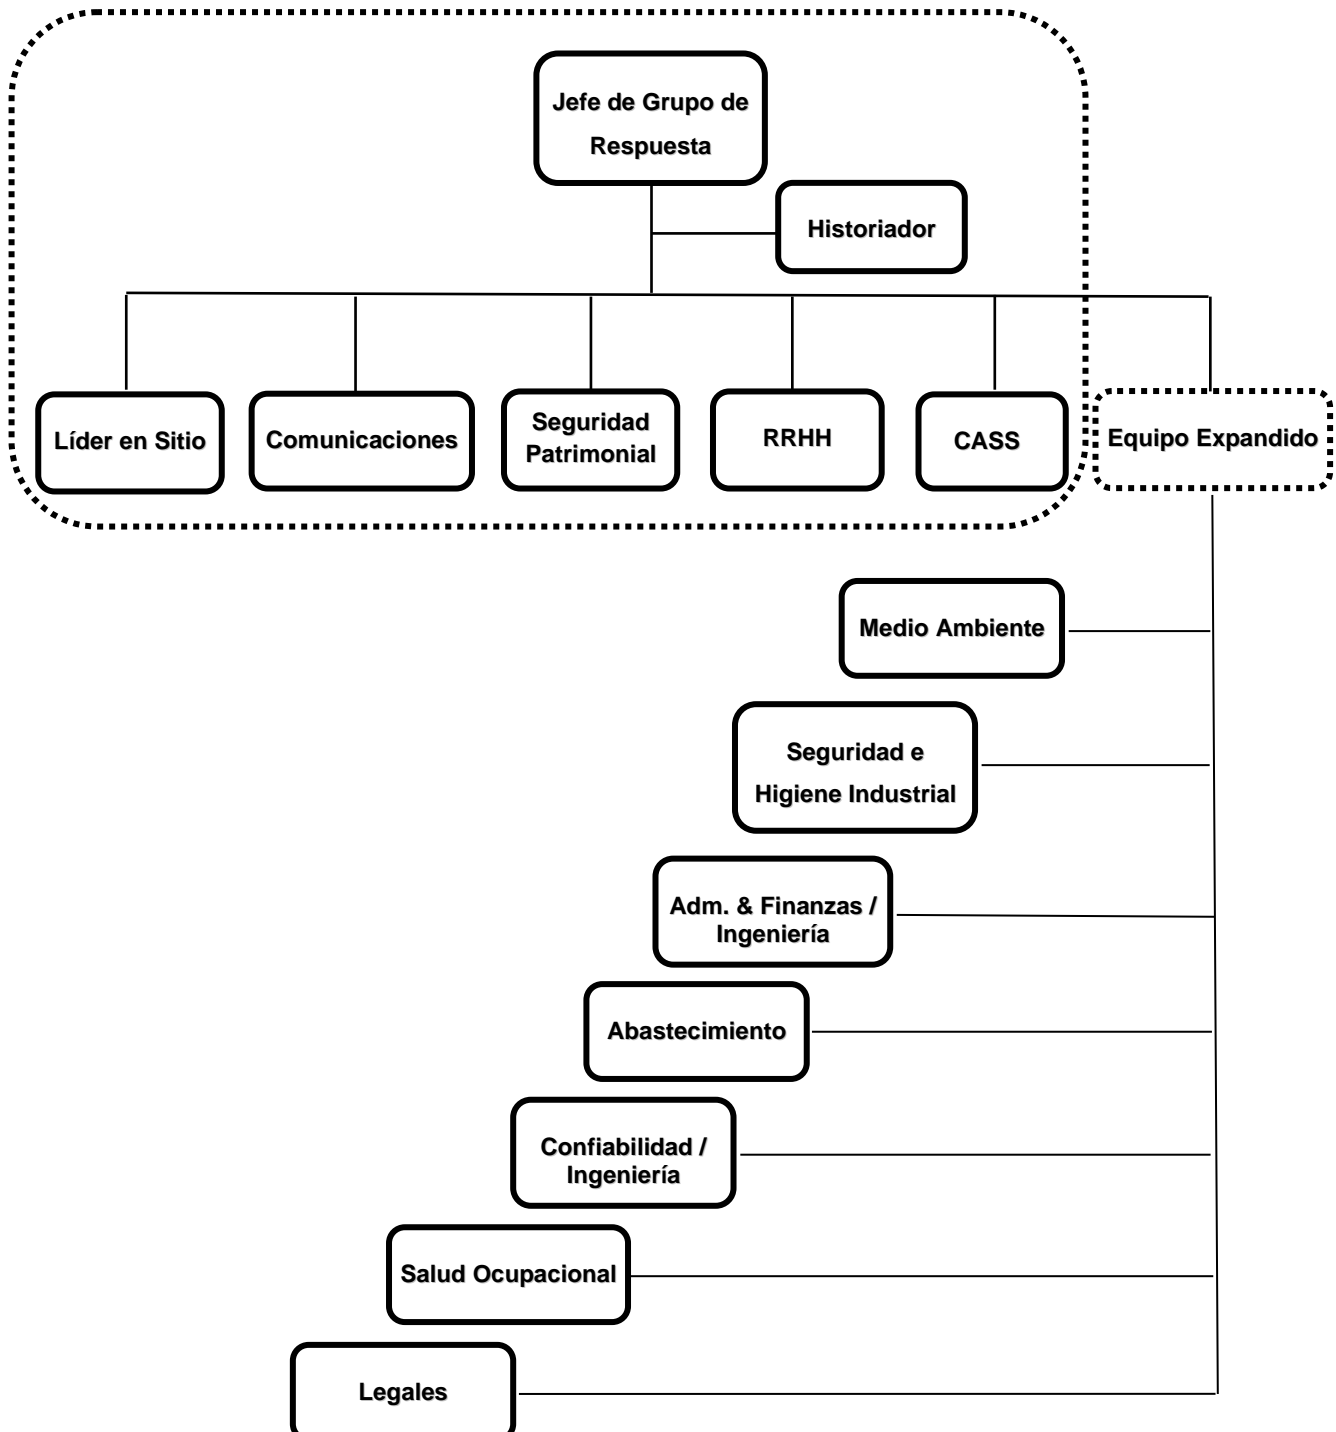 Jefe de Grupo de
Respuesta
Historiador
Líder en Sitio
Comunicaciones
Seguridad
Patrimonial
RRHH
CASS
Equipo Expandido
Medio Ambiente
Seguridad e
Higiene Industrial
Adm. & Finanzas /
Ingeniería
Abastecimiento
Confiabilidad /
Ingeniería
Salud Ocupacional
Legales